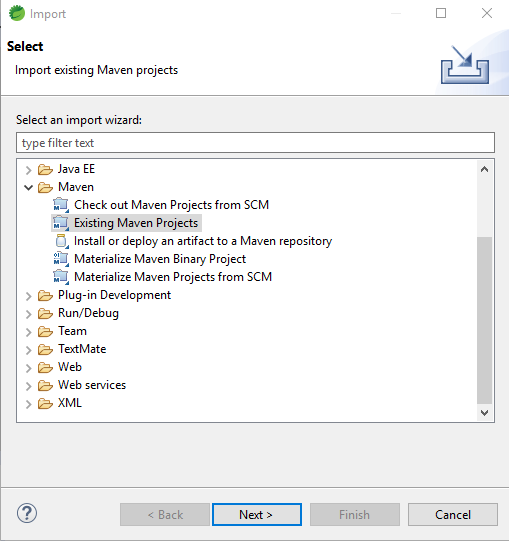 Import
Select
Import existing Maven projects
Select an import wizard:
type filter text
Java EE
Maven
Check out Maven Projects from SCM
Existing Maven Projects
Install or deploy an artifact to a Maven repository
Materialize Maven Binary Project
Materialize Maven Projects from SCM
Plug-in Development
Run/Debug
Team
TextMate
Web
Web services
XML
? < Back Next > Finish Cancel